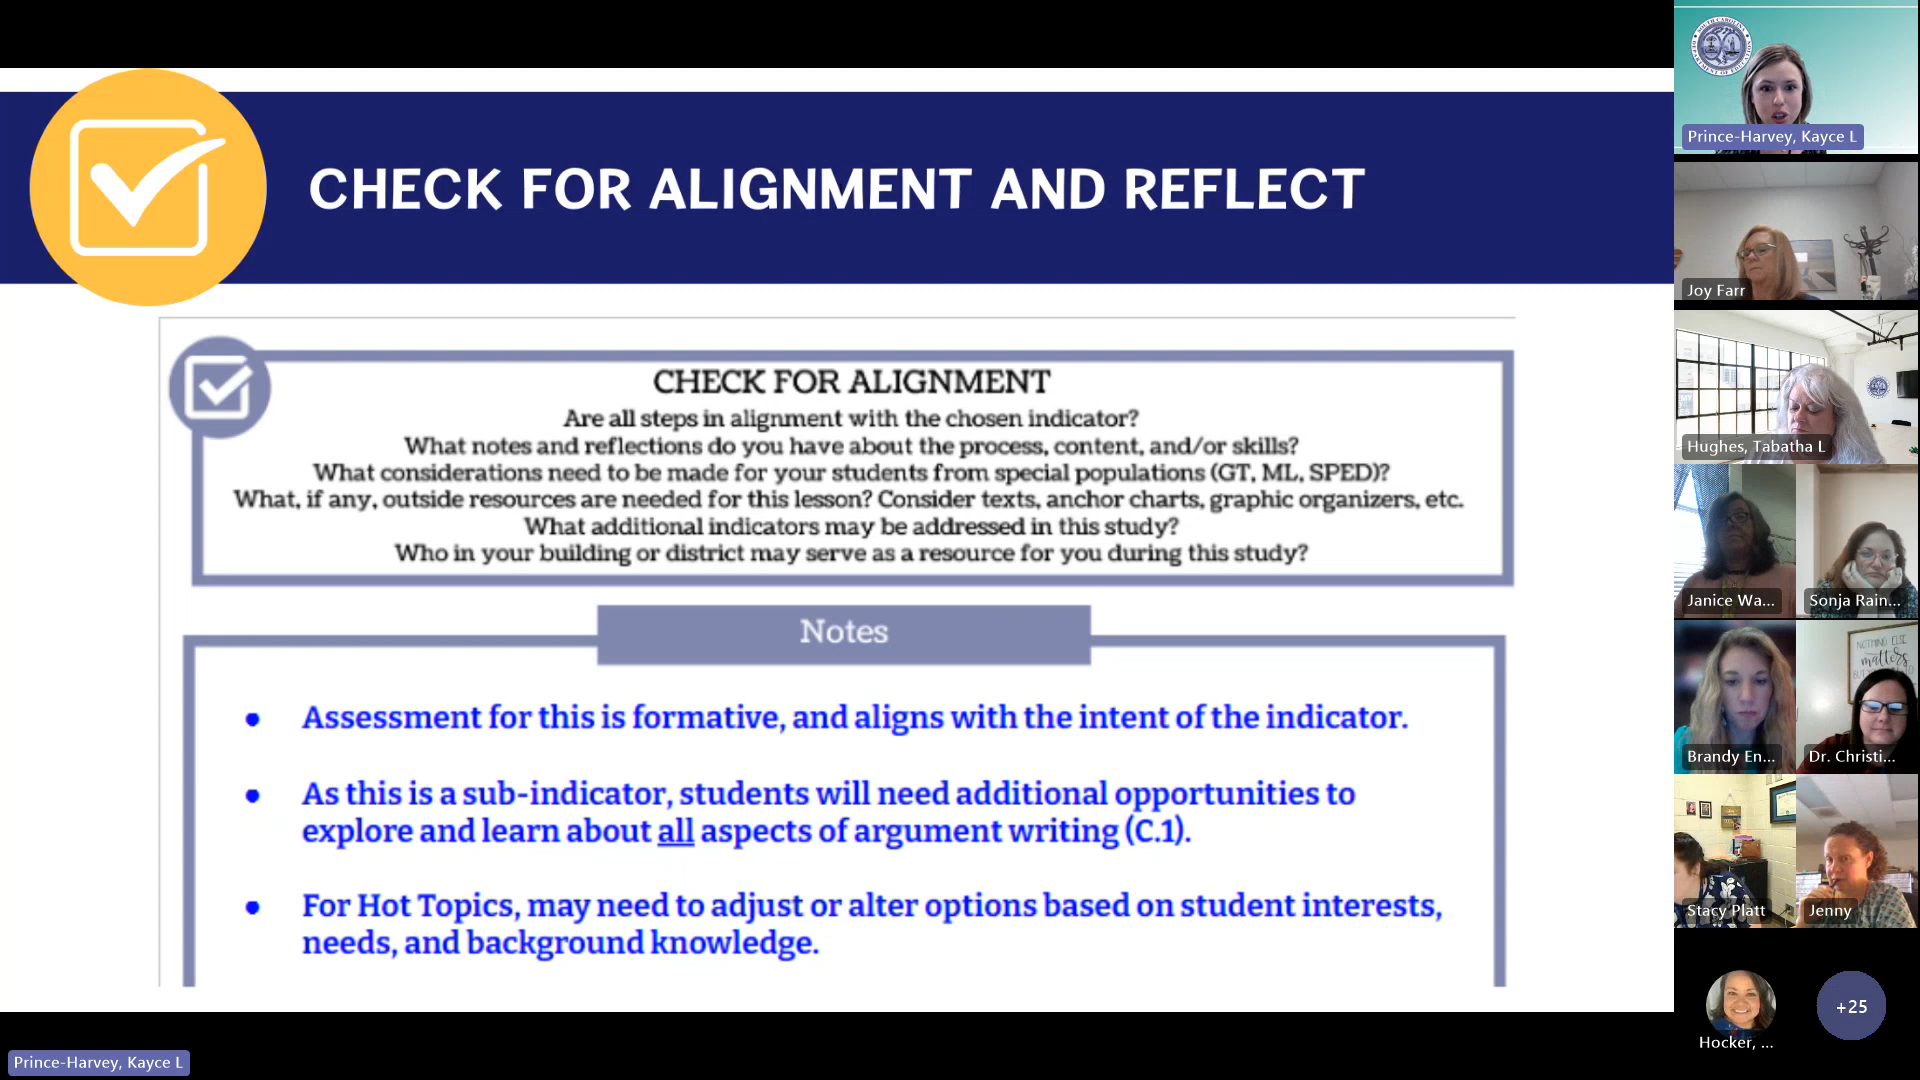 CHECK FOR ALIGNMENT AND REFLECT
CHECK FOR ALIGNMENT
Are all steps in alignment with the chosen indicator?
What notes and reflections do you have about the process, content, and/or skills?
What considerations need to be made for your students from special populations (GT, ML, SPED)?
What, if any, outside resources are needed for this lesson? Consider texts, anchor charts, graphic organizers, etc.
What additional indicators may be addressed in this study?
Who in your building or district may serve as a resource for you during this study?
Notes
• Assessment for this is formative, and aligns with the intent of the indicator.
• As this is a sub-indicator, students will need additional opportunities to
explore and learn about all aspects of argument writing (C.1).
• For Hot Topics, may need to adjust or alter options based on student interests,
needs, and background knowledge.
Prince-Harvey, Kayce L
Prince-Harvey, Kayce L
Joy Farr
Hughes, Tabatha L
Janice Wa...
Sonja Rain...
NOTHING ELSE
matters
Brandy En...
Dr. Christi...
Stacy Platt
Jenny
Hocker, ...
+25